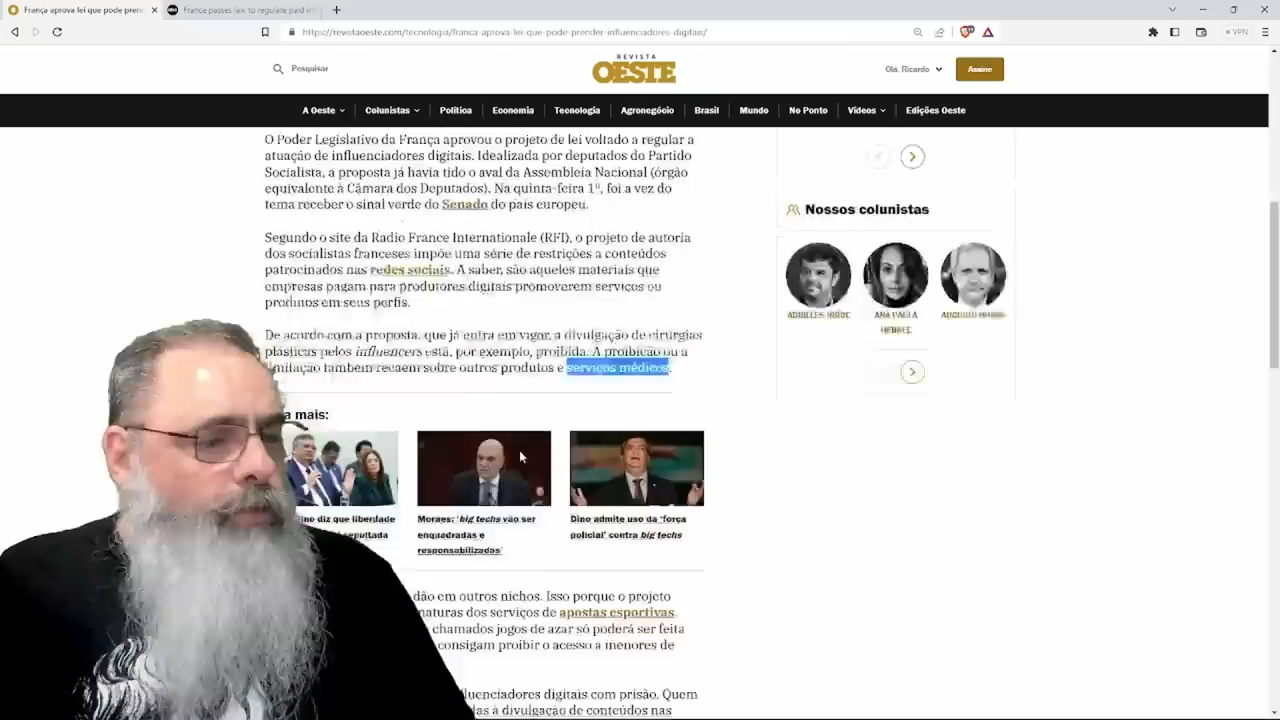 França aprova lei que pode prend
France passes law to regulate paid in
https://revistaoeste.com/tecnologia/franca-aprova-lei-que-pode-prender-influenciadores-digitais/
VPN
Pesquisar
REVISTA
OESTE
Olá, Ricardo
Assine
A Oeste
Colunistas
Política
Economia
Tecnologia
Agronegócio
Brasil
Mundo
No Ponto
Vídeos
Edições Oeste
O Poder Legislativo da França aprovou o projeto de lei voltado a regular a
atuação de influenciadores digitais. Idealizada por deputados do Partido
Socialista, a proposta já havia tido o aval da Assembleia Nacional (órgão
equivalente à Câmara dos Deputados). Na quinta-feira 1º, foi a vez do
tema receber o sinal verde do Senado do país europeu.
Segundo o site da Radio France Internationale (RFI), o projeto de autoria
dos socialistas franceses impõe uma série de restrições a conteúdos
patrocinados nas redes sociais. A saber, são aqueles materiais que
empresas pagam para produtores digitais promoverem serviços ou
produtos em seus perfis.
De acordo com a proposta, que já entra em vigor, a divulgação de cirurgias
plásticas pelos influencers está, por exemplo, proibida. A proibição ou a
limitação também recaem sobre outros produtos e serviços médicos.
a mais:
ino diz que liberdade
sepultada
Moraes: 'big techs vão ser
enquadradas e
responsabilizadas'
Dino admite uso da 'força
policial' contra big techs
dão em outros nichos. Isso porque o projeto
naturas dos serviços de apostas esportivas.
chamados jogos de azar só poderá ser feita
consigam proibir o acesso a menores de
luenciadores digitais com prisão. Quem
las à divulgação de conteúdos nas
Nossos colunistas
ANA PAULA
HENKEL